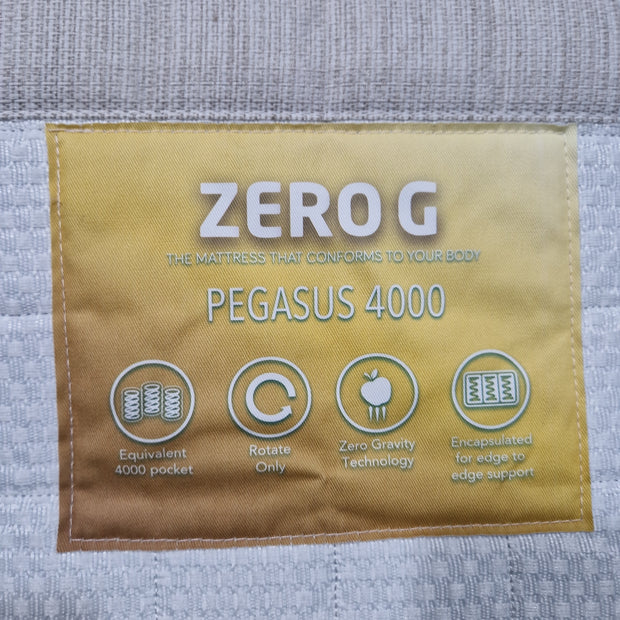 ZERO G
THE MATTRESS THAT CONFORMS TO YOUR BODY
PEGASUS 4000
Equivalent
4000 pocket
Rotate
Only
Zero Gravity
Technology
Encapsulated
for edge to
edge support